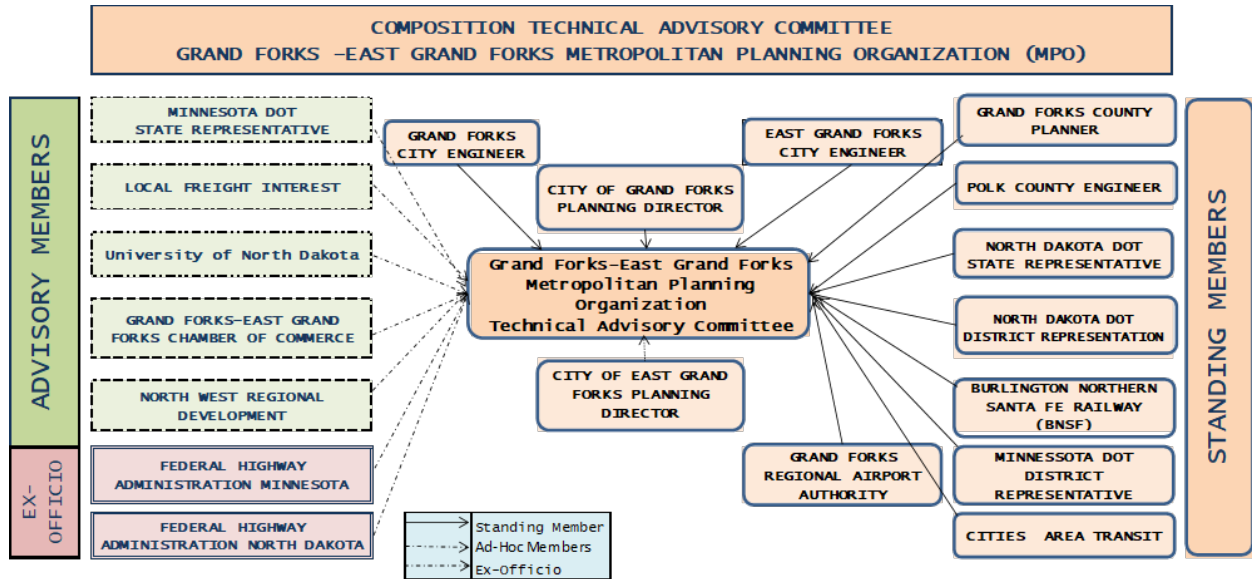 COMPOSITION TECHNICAL ADVISORY COMMITTEE
GRAND FORKS –EAST GRAND FORKS METROPOLITAN PLANNING ORGANIZATION (MPO)
ADVISORY MEMBERS
EX-
OFFICIO
MINNESOTA DOT
STATE REPRESENTATIVE
LOCAL FREIGHT INTEREST
University of North Dakota
GRAND FORKS–EAST GRAND
FORKS CHAMBER OF COMMERCE
NORTH WEST REGIONAL
DEVELOPMENT
FEDERAL HIGHWAY
ADMINISTRATION MINNESOTA
FEDERAL HIGHWAY
ADMINISTRATION NORTH DAKOTA
GRAND FORKS
CITY ENGINEER
CITY OF GRAND FORKS
PLANNING DIRECTOR
EAST GRAND FORKS
CITY ENGINEER
Grand Forks–East Grand Forks
Metropolitan Planning
Organization
Technical Advisory Committee
CITY OF EAST GRAND
FORKS PLANNING
DIRECTOR
GRAND FORKS
REGIONAL AIRPORT
AUTHORITY
GRAND FORKS COUNTY
PLANNER
POLK COUNTY ENGINEER
NORTH DAKOTA DOT
STATE REPRESENTATIVE
NORTH DAKOTA DOT
DISTRICT REPRESENTATION
BURLINGTON NORTHERN
SANTA FE RAILWAY
(BNSF)
MINNESSOTA DOT
DISTRICT
REPRESENTATIVE
CITIES AREA TRANSIT
STANDING MEMBERS
Standing Member
Ad-Hoc Members
Ex-Officio